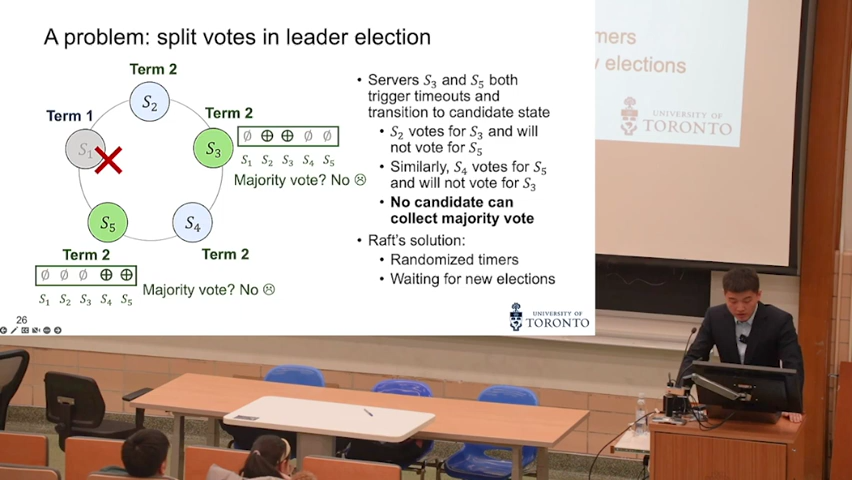 A problem: split votes in leader election
Term 2
S₂
Term 1
S₁
Term 2
S₃
∅ ⊕ ⊕ ∅ ∅
S₁ S₂ S₃ S₄ S₅
Majority vote? No ☹
S₅
S₄
Term 2
Term 2
∅ ∅ ∅ ⊕ ⊕
S₁ S₂ S₃ S₄ S₅
Majority vote? No ☹
• Servers S₃ and S₅ both
trigger timeouts and
transition to candidate state
• S₂ votes for S₃ and will
not vote for S₅
• Similarly, S₄ votes for S₅
and will not vote for S₃
• No candidate can
collect majority vote
• Raft's solution:
• Randomized timers
• Waiting for new elections
26
UNIVERSITY OF
TORONTO
mers
elections
UNIVERSITY OF
TORONTO